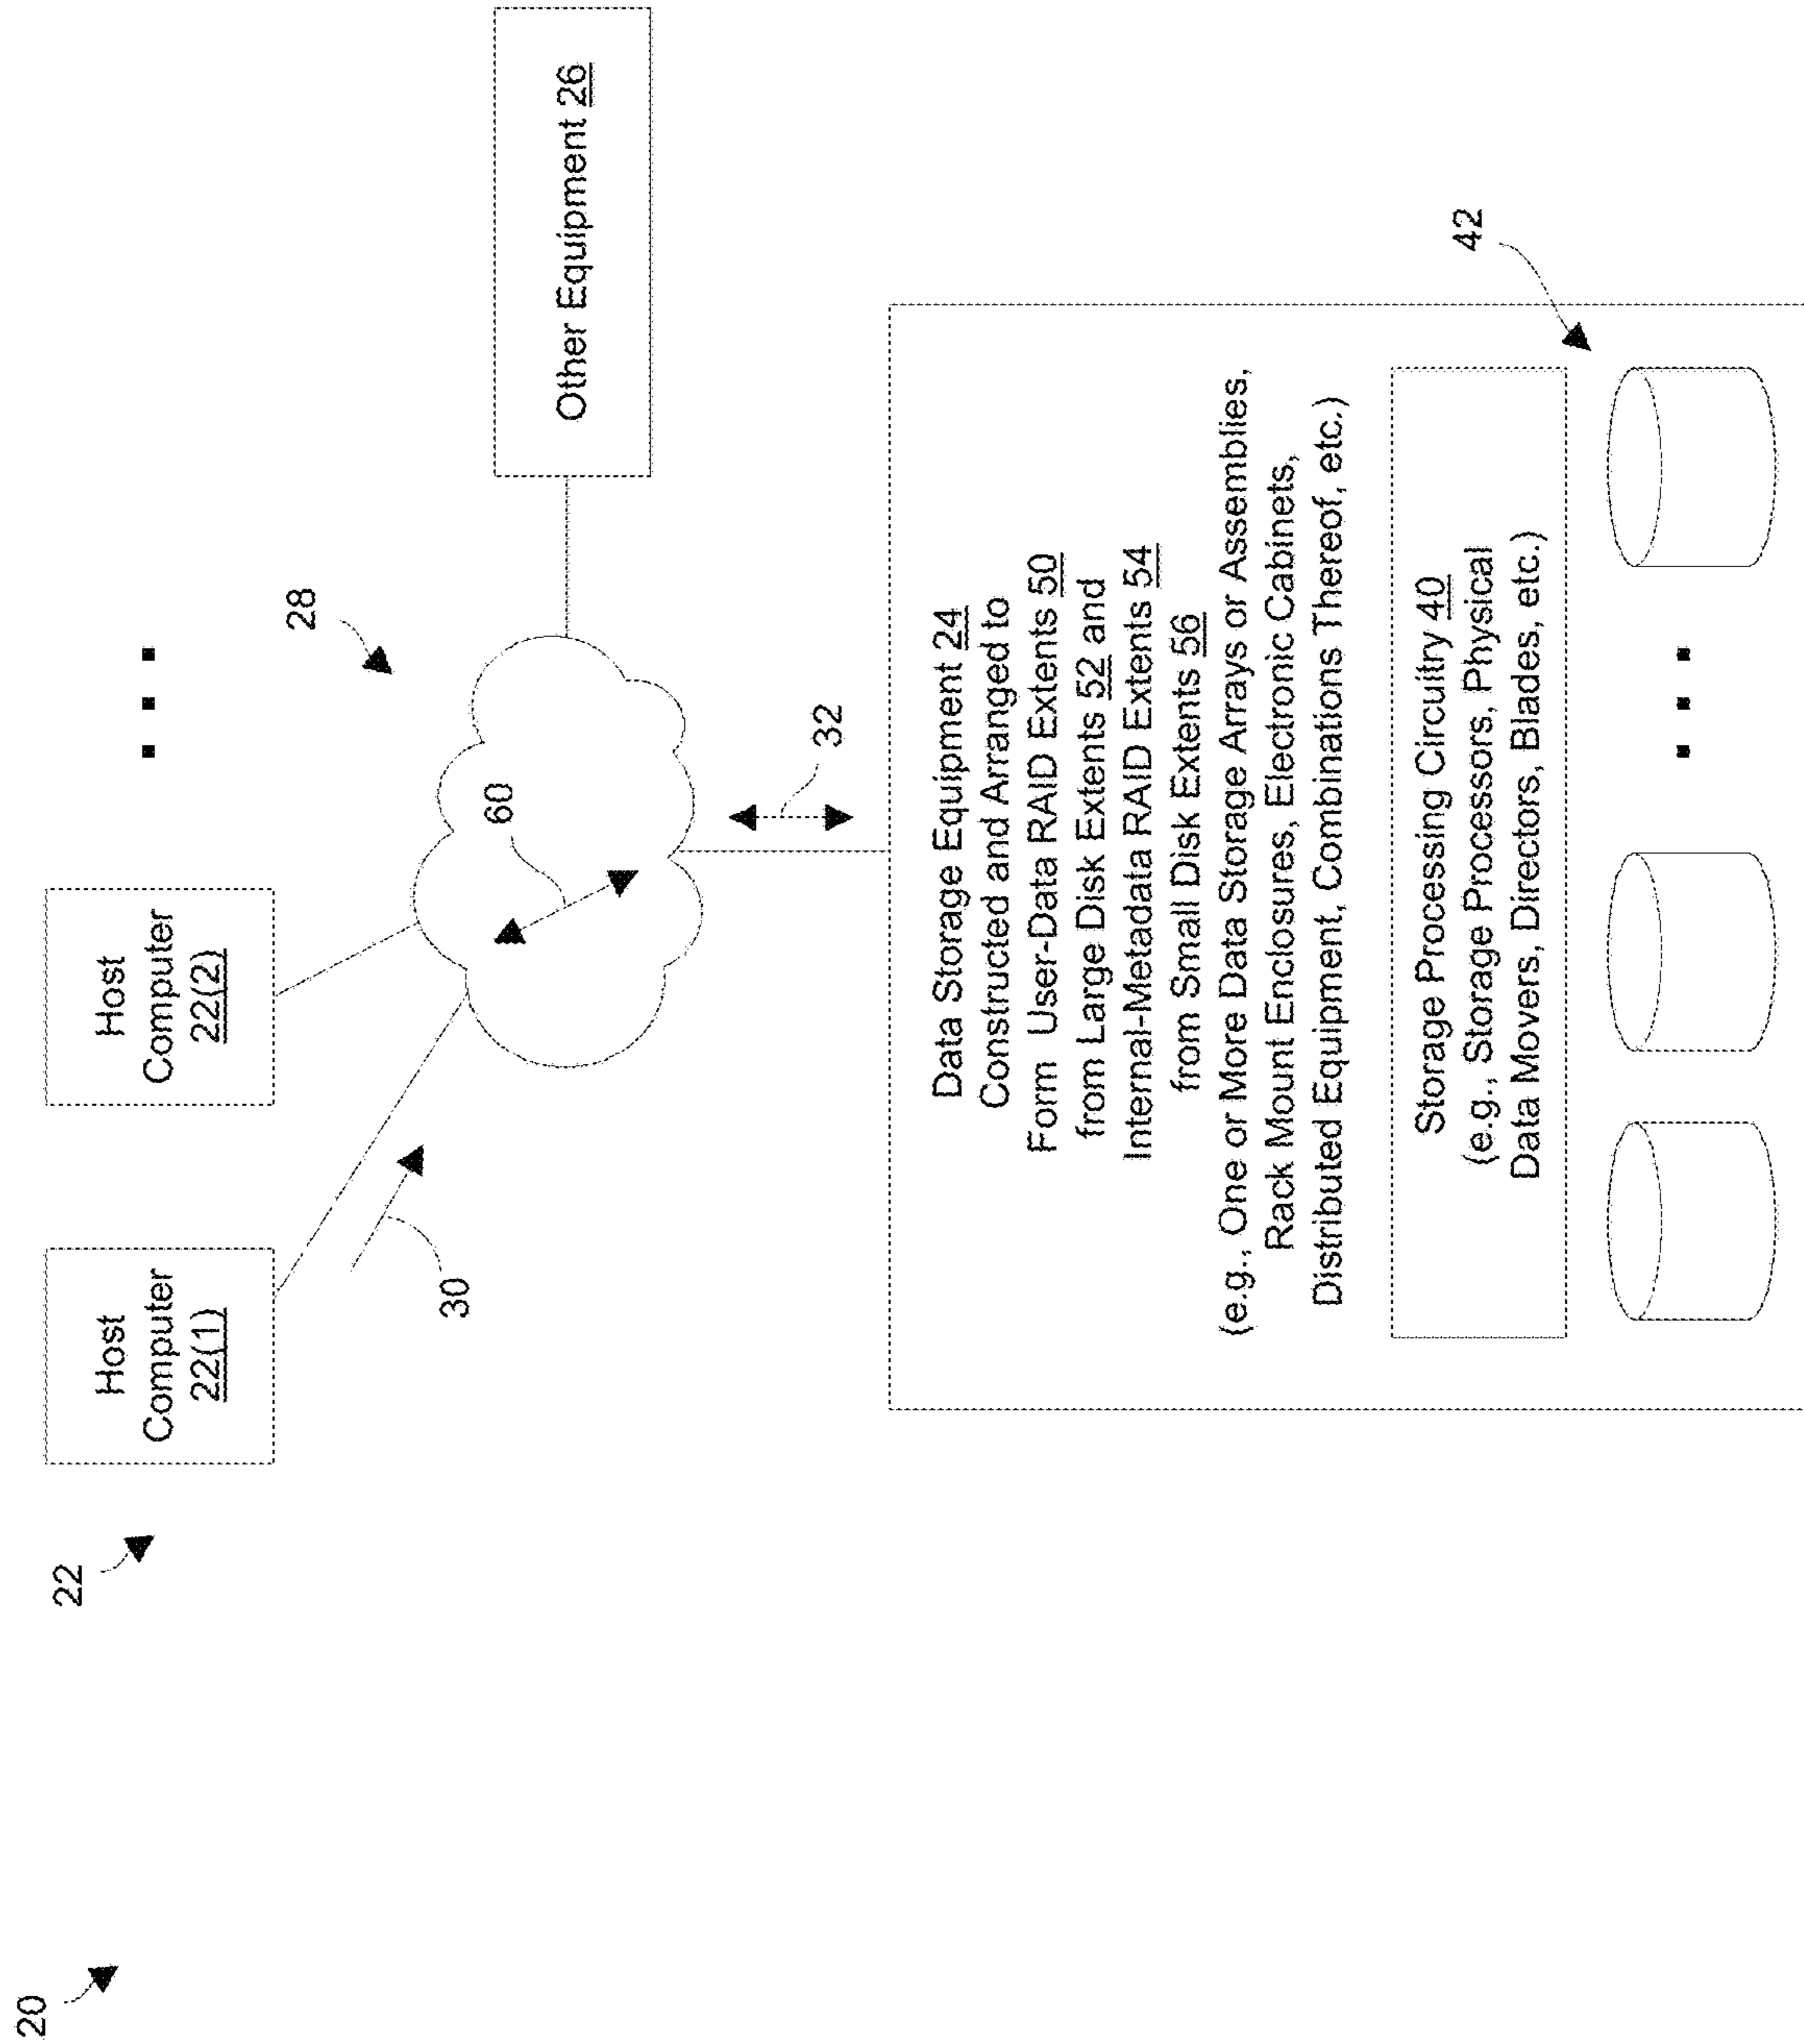 20
22
Host
Computer
22(1)
Host
Computer
22(2)
28
30
60
32
Other Equipment 26
Data Storage Equipment 24
Constructed and Arranged to
Form User-Data RAID Extents 50
from Large Disk Extents 52 and
Internal-Metadata RAID Extents 54
from Small Disk Extents 56
(e.g., One or More Data Storage Arrays or Assemblies,
Rack Mount Enclosures, Electronic Cabinets,
Distributed Equipment, Combinations Thereof, etc.)
Storage Processing Circuitry 40
(e.g., Storage Processors, Physical
Data Movers, Directors, Blades, etc.)
42